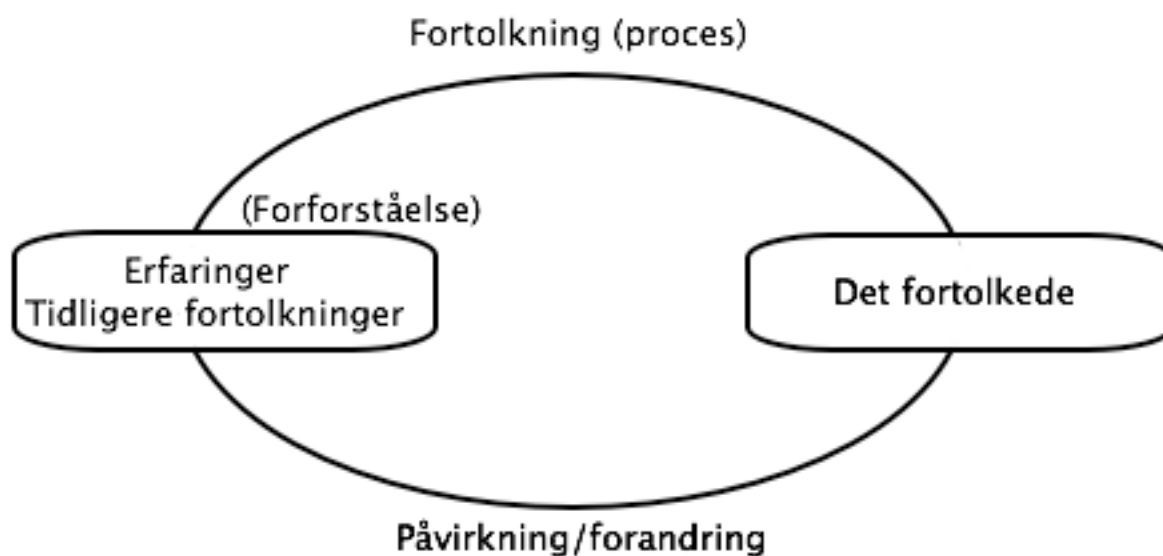 Fortolkning (proces)
(Forforståelse)
Erfaringer
Tidligere fortolkninger
Det fortolkede
Påvirkning/forandring